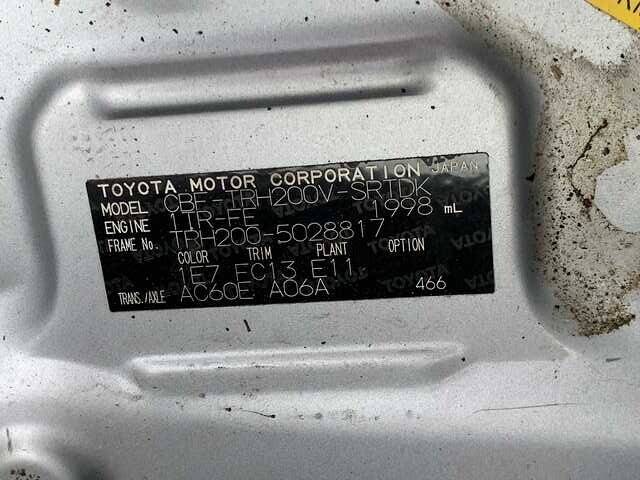 TOYOTA MOTOR CORPORATION JAPAN
MODEL CBF-TRH200V-SRTDK
ENGINE 1TR-FE 1998 mL
FRAME No. TRH200-5028817
COLOR TRIM PLANT OPTION
1E7 FC13 E11
TRANS./AXLE AC60E A06A 466